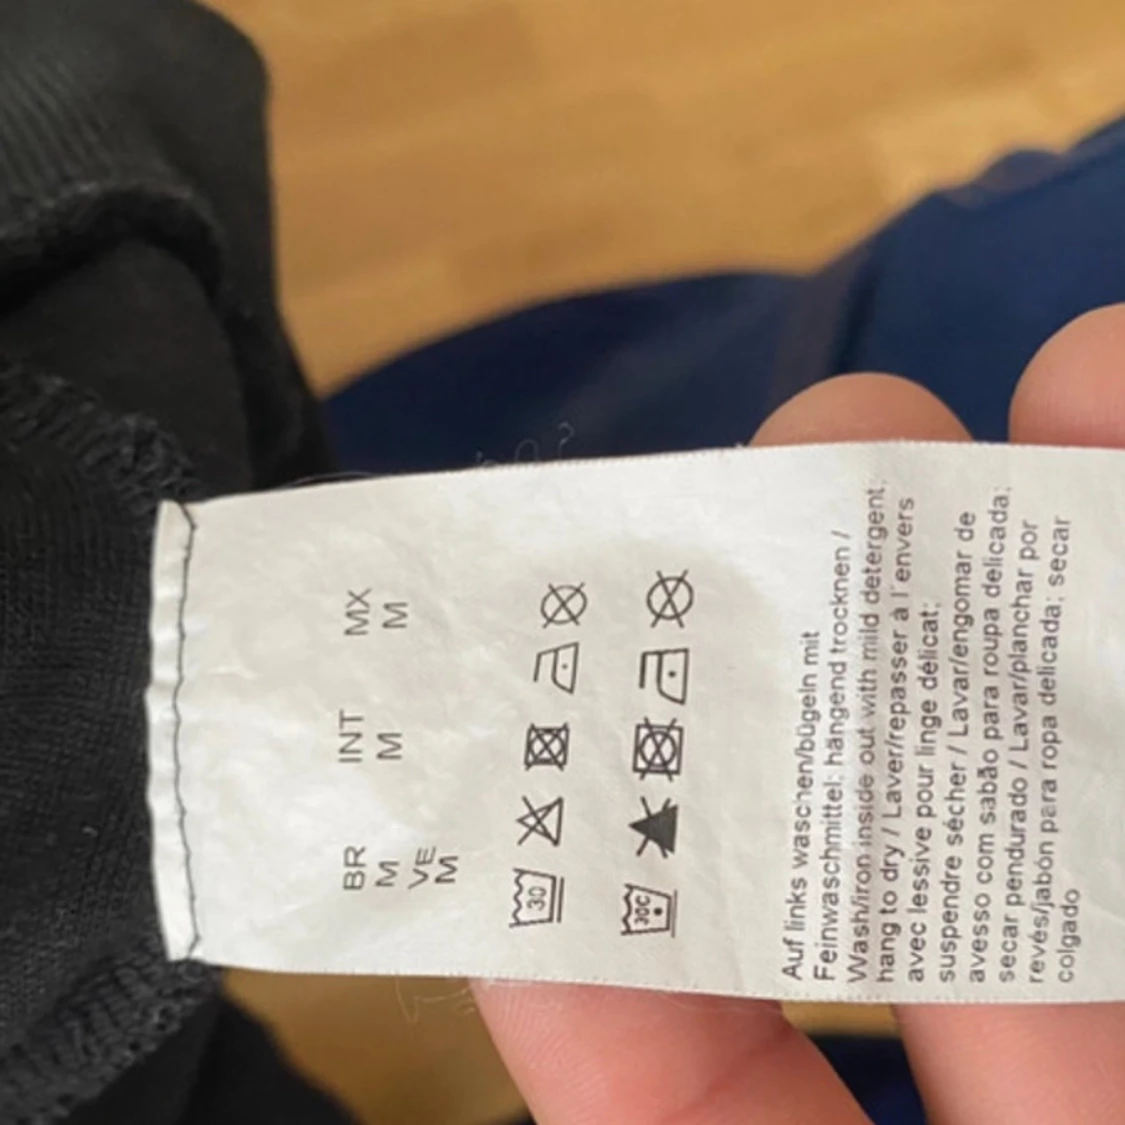 BR INT MX
M M M
VE
M
30
30C
Auf links waschen/bügeln mit
Feinwaschmittel; hängend trocknen /
Wash/iron inside out with mild detergent;
hang to dry / Laver/repasser à l´envers
avec lessive pour linge délicat;
suspendre sécher / Lavar/engomar de
avesso com sabão para roupa delicada;
secar pendurado / Lavar/planchar por
revés/jabón para ropa delicada; secar
colgado